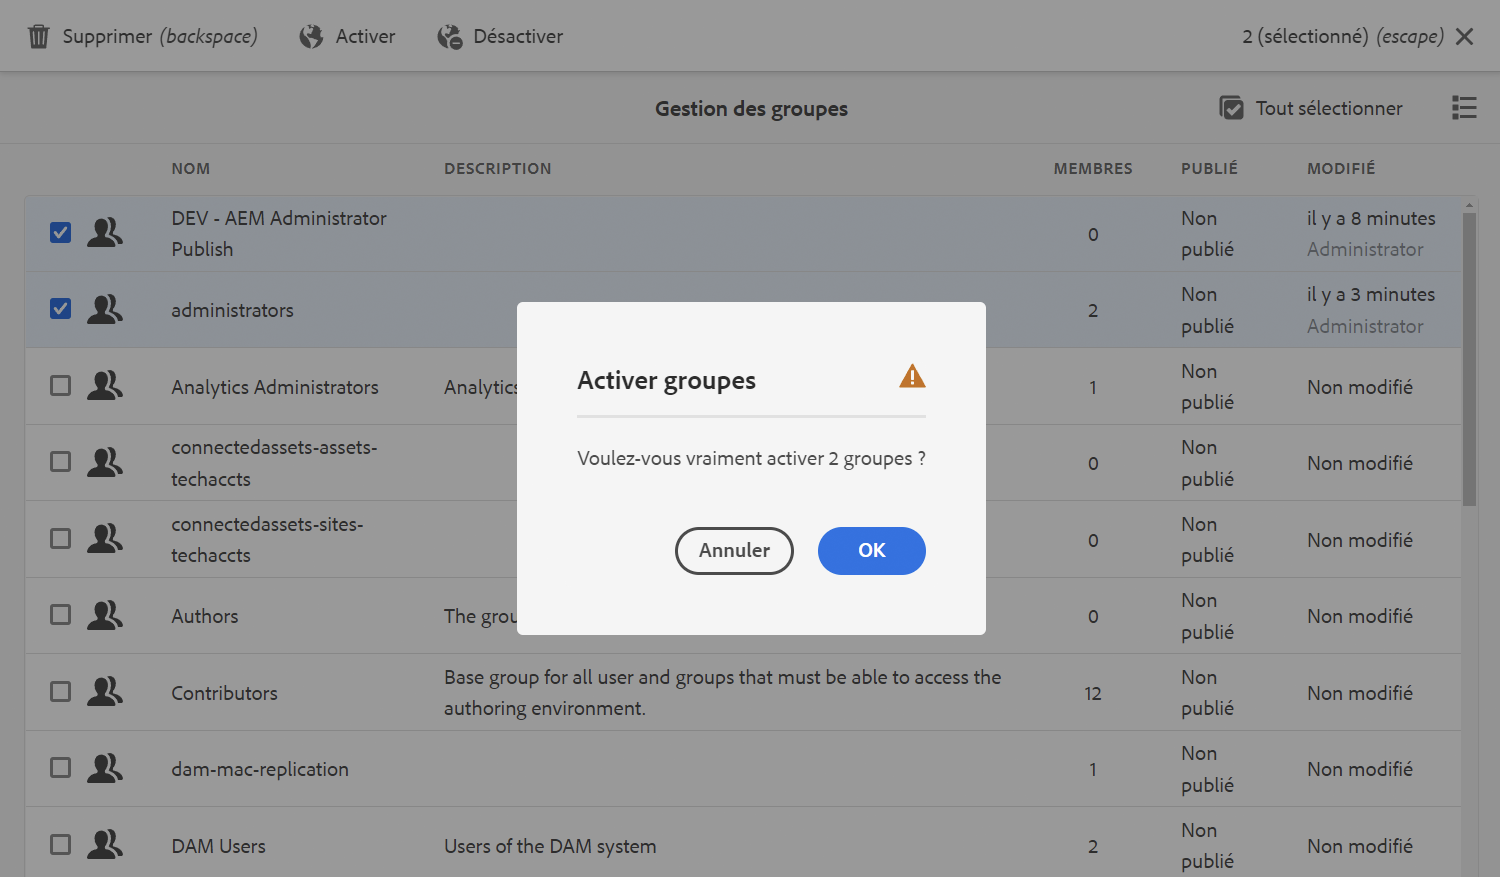 Supprimer (backspace) Activer Désactiver 2 (sélectionné) (escape)
Gestion des groupes Tout sélectionner
NOM DESCRIPTION MEMBRES PUBLIÉ MODIFIÉ
DEV - AEM Administrator Non il y a 8 minutes
Publish 0 publié Administrator
Non il y a 3 minutes
administrators 2 publié Administrator
Activer groupes
Non
Analytics Administrators Analytics 1 publié Non modifié
Voulez-vous vraiment activer 2 groupes ?
connectedassets-assets- Non
techaccts 0 publié Non modifié
connectedassets-sites- Non
techaccts 0 publié Non modifié
Annuler OK
Non
Authors The grou 0 publié Non modifié
Base group for all user and groups that must be able to access the Non
Contributors authoring environment. 12 publié Non modifié
Non
dam-mac-replication 1 publié Non modifié
Non
DAM Users Users of the DAM system 2 publié Non modifié